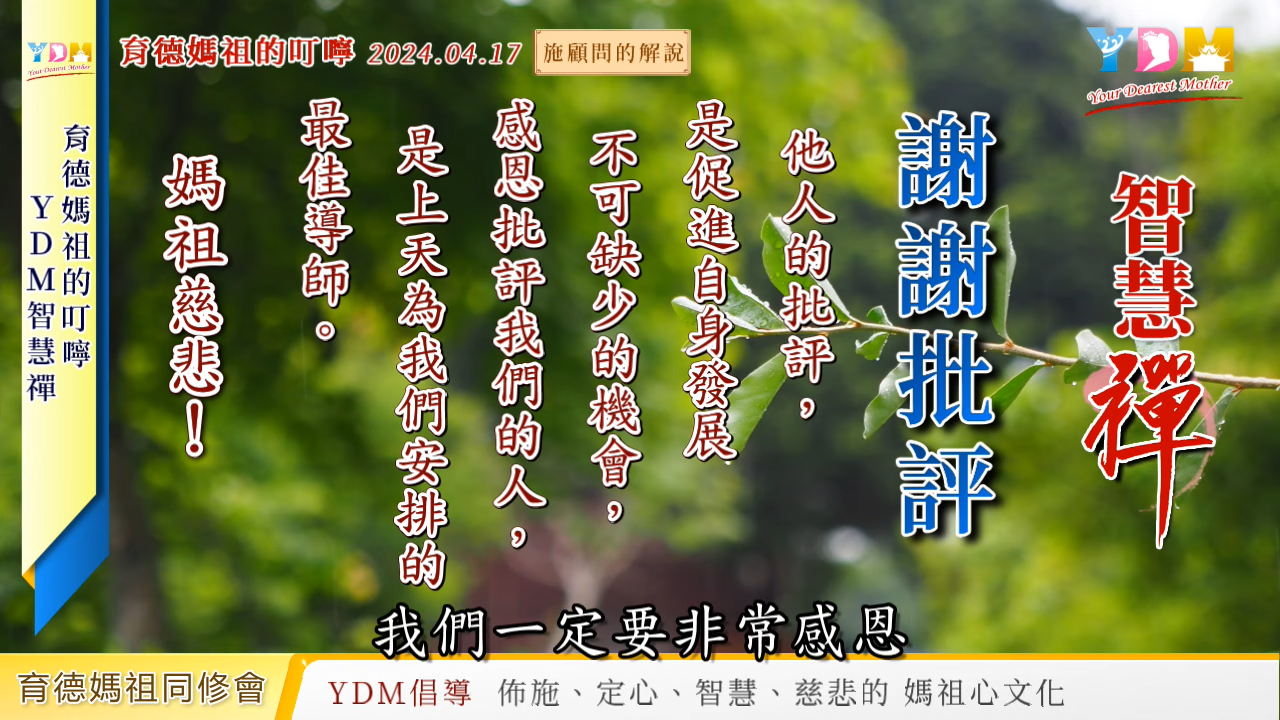 育德媽祖的叮嚀 2024.04.17 施顧問的解說
YDM
Your Dearest Mother
育德媽祖的叮嚀
YDM智慧禪
YDM
Your Dearest Mother
智慧禪
謝謝批評
他人的批評，
是促進自身發展
不可缺少的機會，
感恩批評我們的人，
是上天為我們安排的
最佳導師。
媽祖慈悲！
我們一定要非常感恩
育德媽祖同修會
YDM倡導 佈施、定心、智慧、慈悲的 媽祖心文化